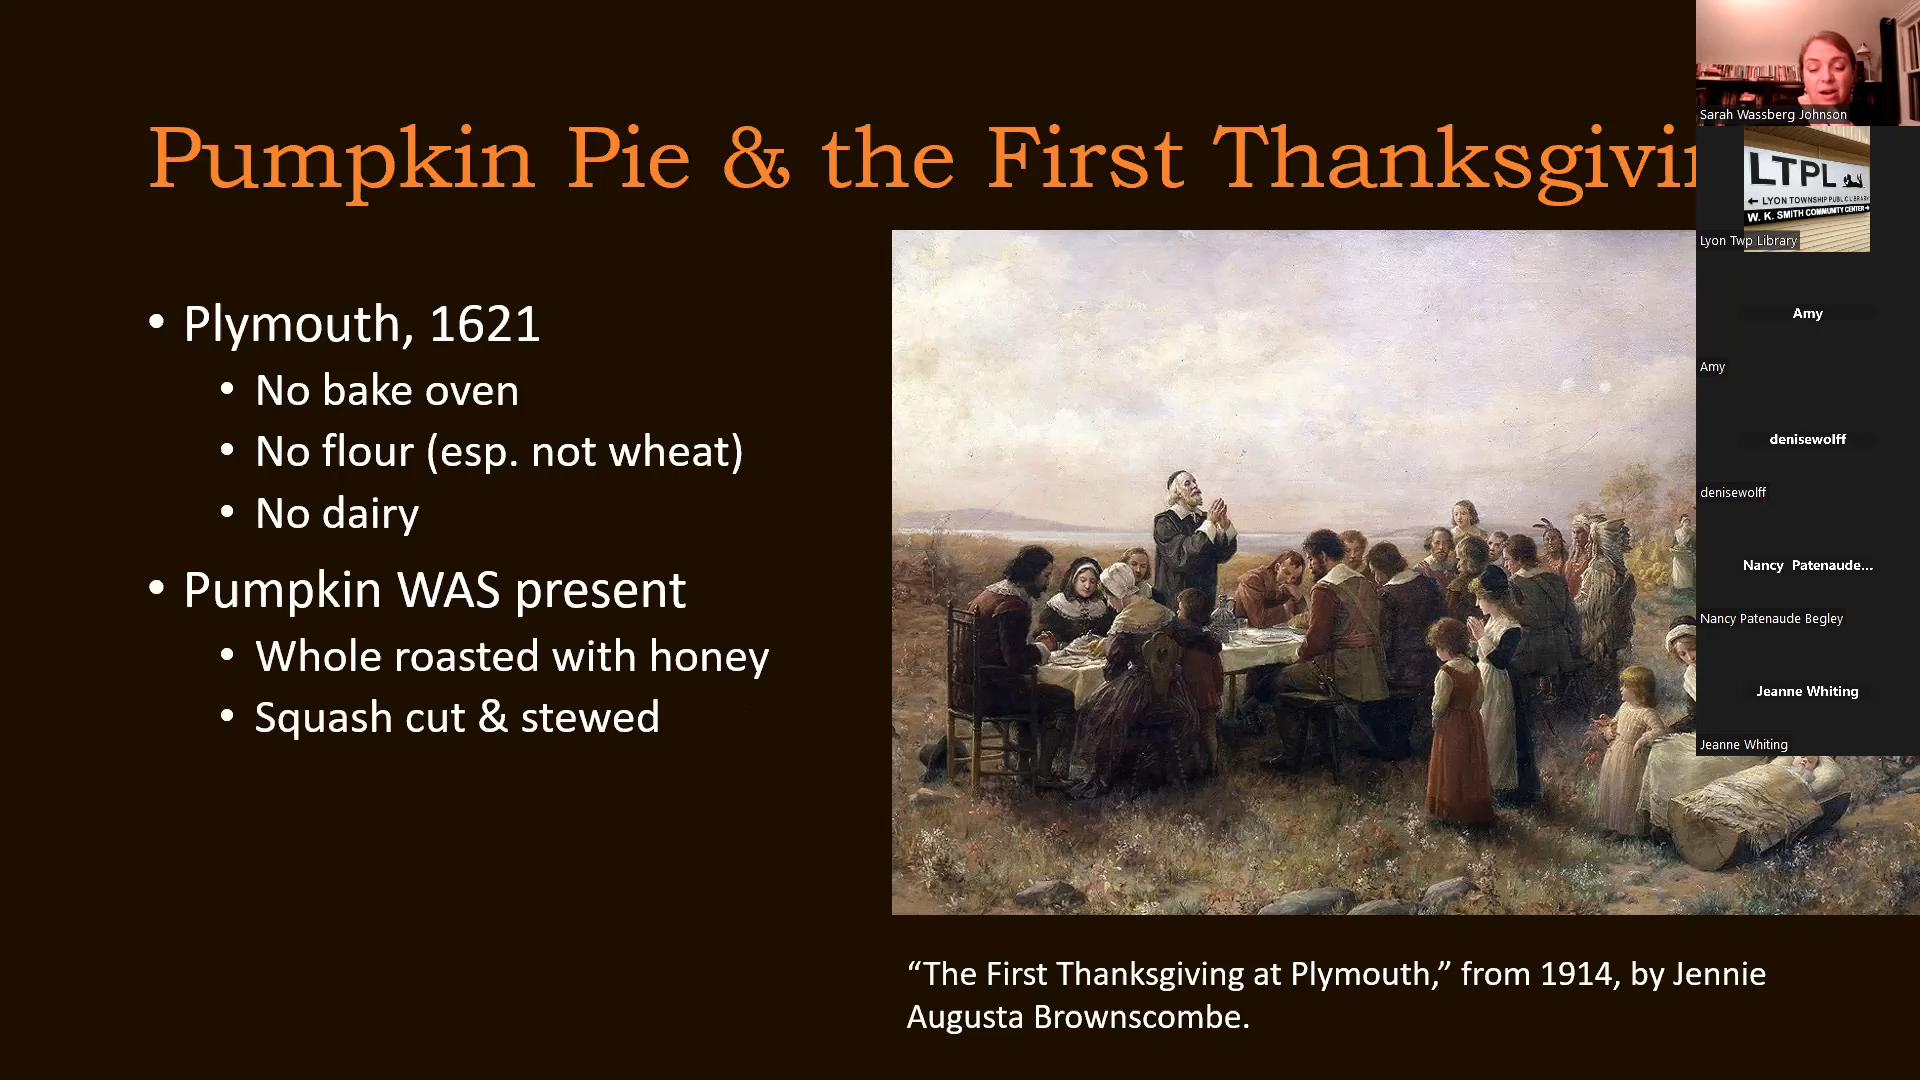 Pumpkin Pie & the First Thanksgivin
• Plymouth, 1621
• No bake oven
• No flour (esp. not wheat)
• No dairy
• Pumpkin WAS present
• Whole roasted with honey
• Squash cut & stewed
“The First Thanksgiving at Plymouth,” from 1914, by Jennie
Augusta Brownscombe.
Sarah Wassberg Johnson
LTPL
← LYON TOWNSHIP PUBLIC LIBRARY
W. K. SMITH COMMUNITY CENTER →
Lyon Twp Library
Amy
Amy
denisewolff
denisewolff
Nancy Patenaude...
Nancy Patenaude Begley
Jeanne Whiting
Jeanne Whiting